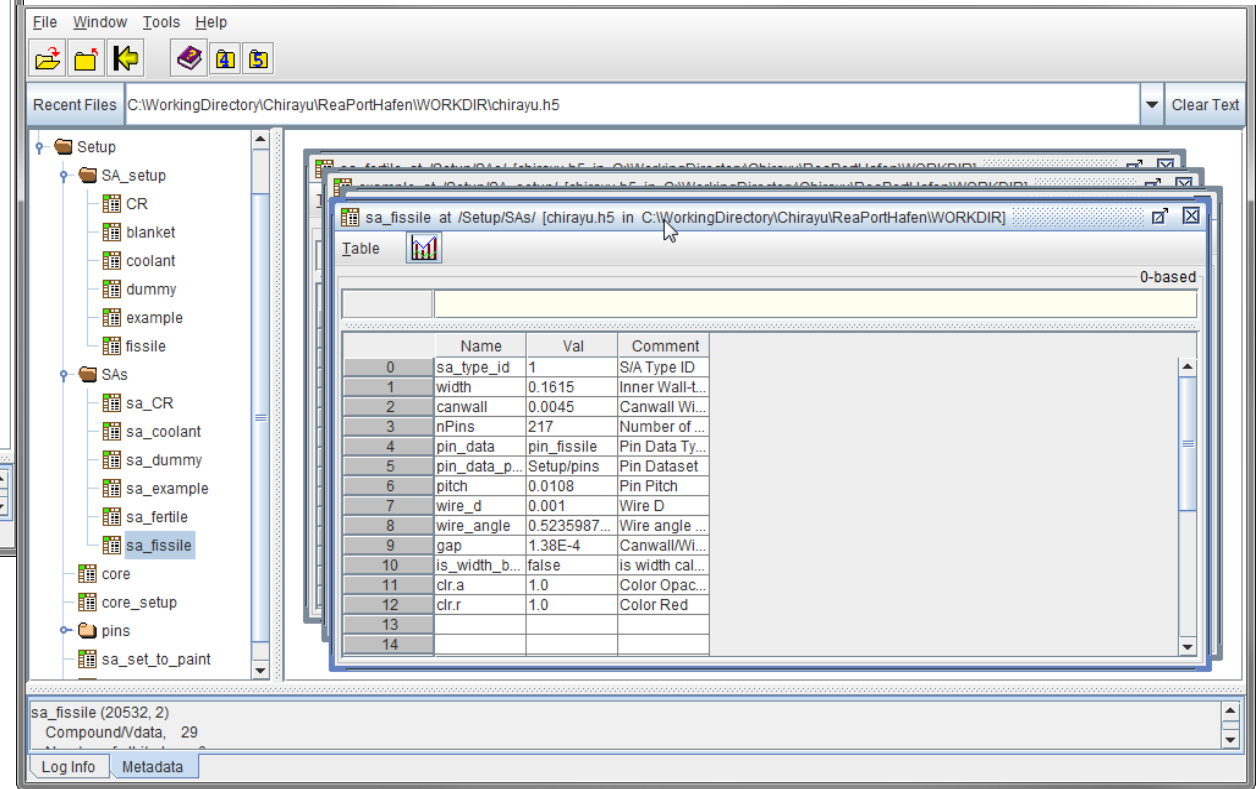 File Window Tools Help
4 5
Recent Files C:\WorkingDirectory\Chirayu\ReaPortHafen\WORKDIR\chirayu.h5 Clear Text
Setup
SA_setup
CR
blanket
coolant
dummy
example
fissile
SAs
sa_CR
sa_coolant
sa_dummy
sa_example
sa_fertile
sa_fissile
core
core_setup
pins
sa_set_to_paint
sa_fissile at /Setup/SAs/ [chirayu.h5 in C:\WorkingDirectory\Chirayu\ReaPortHafen\WORKDIR]
Table
0-based
Name Val Comment
0 sa_type_id 1 S/A Type ID
1 width 0.1615 Inner Wall-t...
2 canwall 0.0045 Canwall Wi...
3 nPins 217 Number of ...
4 pin_data pin_fissile Pin Data Ty...
5 pin_data_p... Setup/pins Pin Dataset
6 pitch 0.0108 Pin Pitch
7 wire_d 0.001 Wire D
8 wire_angle 0.5235987... Wire angle ...
9 gap 1.38E-4 Canwall/Wi...
10 is_width_b... false is width cal...
11 clr.a 1.0 Color Opac...
12 clr.r 1.0 Color Red
13
14
sa_fissile (20532, 2)
Compound/Vdata, 29
Log Info Metadata